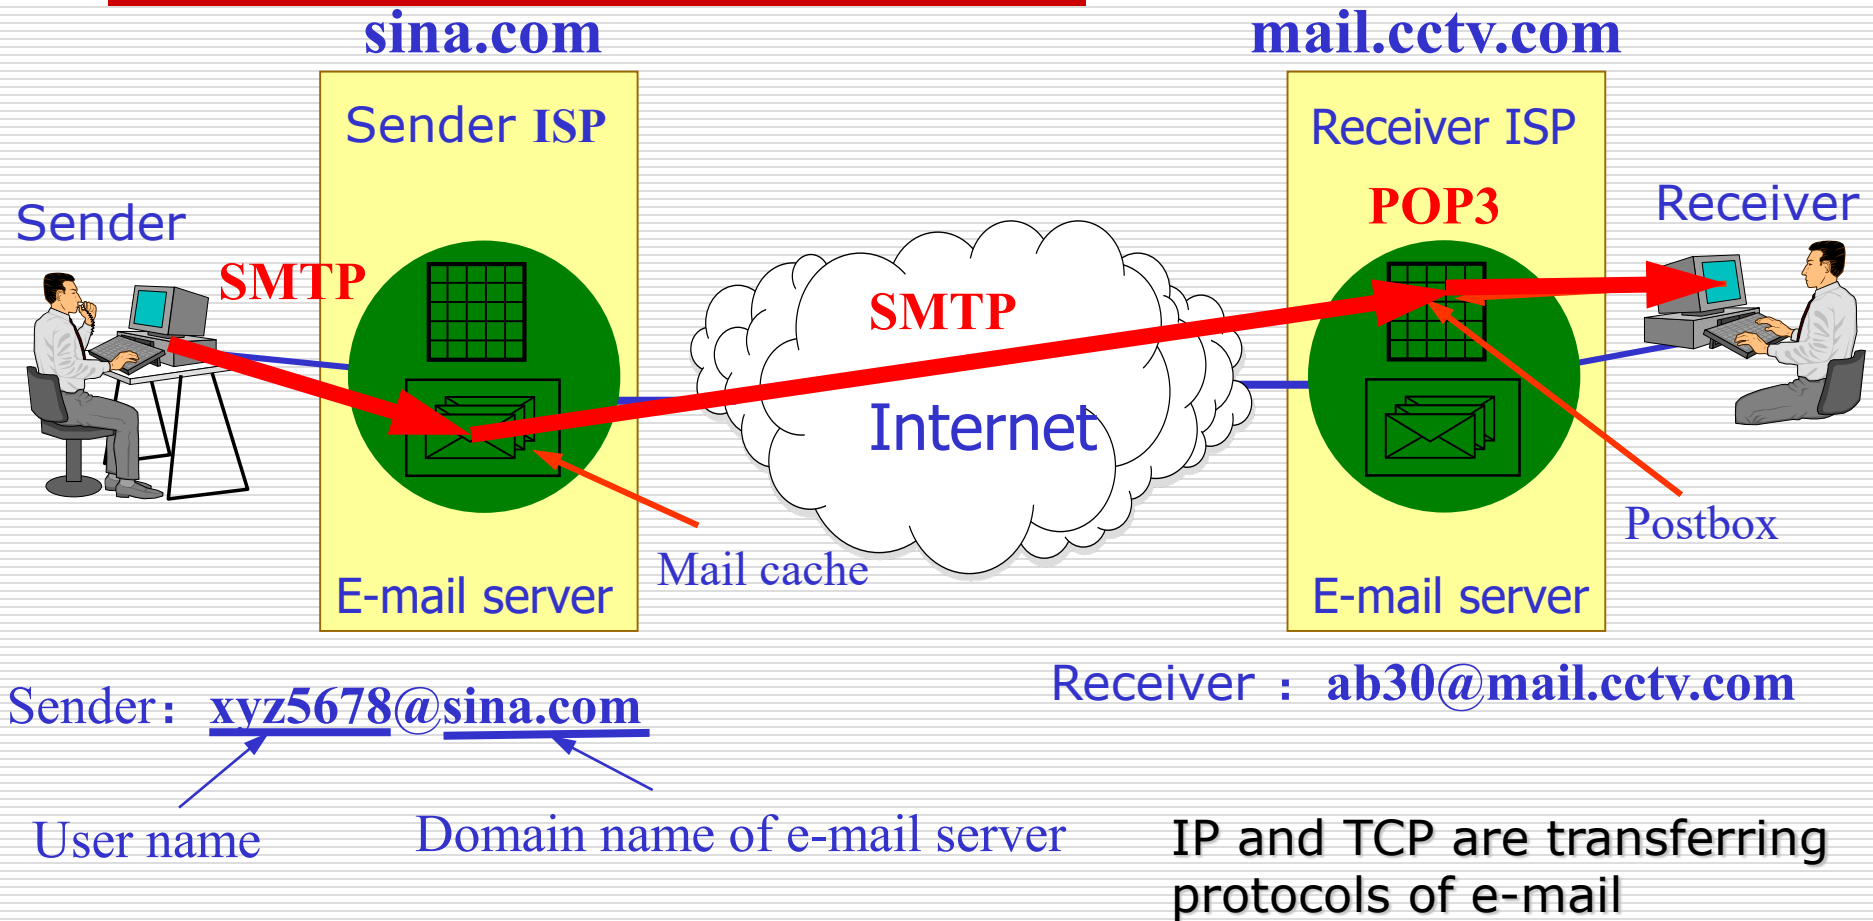 sina.com
mail.cctv.com
Sender ISP
Receiver ISP
Sender
POP3
Receiver
SMTP
SMTP
Internet
Postbox
Mail cache
E-mail server
E-mail server
Sender：xyz5678@sina.com
Receiver ：ab30@mail.cctv.com
User name
Domain name of e-mail server
IP and TCP are transferring
protocols of e-mail